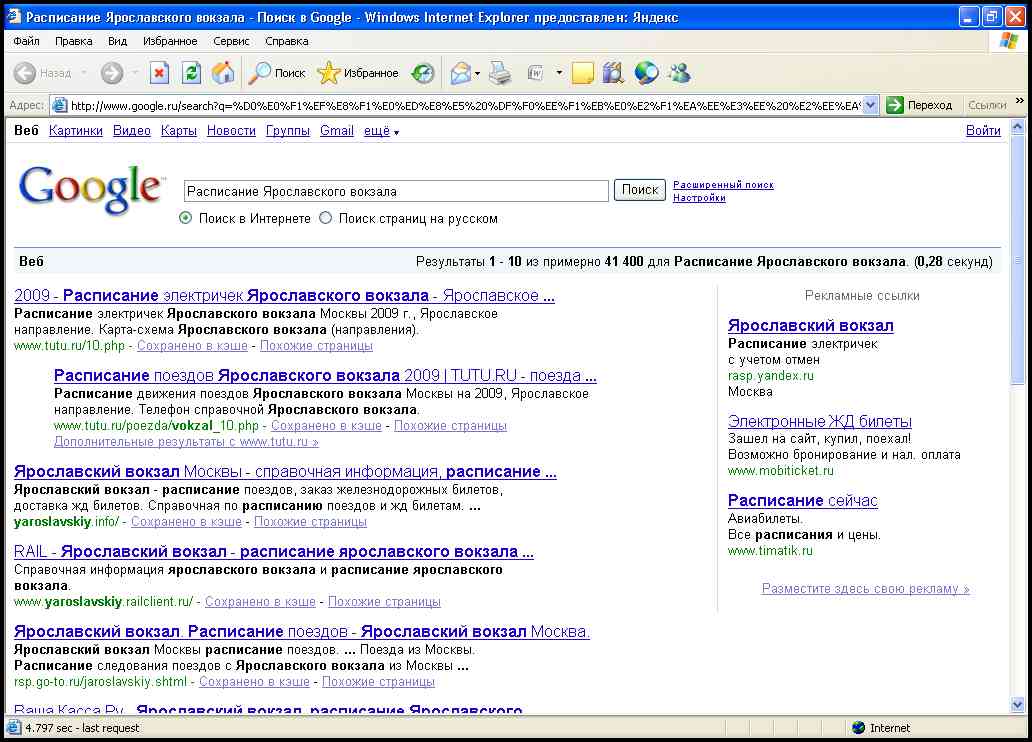 Расписание Ярославского вокзала - Поиск в Google - Windows Internet Explorer предоставлен: Яндекс
Файл Правка Вид Избранное Сервис Справка
Назад Поиск Избранное
Адрес: http://www.google.ru/search?q=%D0%E0%F1%EF%E8%F1%E0%ED%E8%E5%20%DF%F0%EE%F1%EB%E0%E2%F1%EA%EE%E3%EE%20%E2%EE%EA% Переход Ссылки »
Веб Картинки Видео Карты Новости Группы Gmail ещё Войти
Google Расписание Ярославского вокзала Поиск Расширенный поиск
Настройки
Поиск в Интернете Поиск страниц на русском
Веб Результаты 1 - 10 из примерно 41 400 для Расписание Ярославского вокзала. (0,28 секунд)
2009 - Расписание электричек Ярославского вокзала - Ярославское ...
Расписание электричек Ярославского вокзала Москвы 2009 г., Ярославское
направление. Карта-схема Ярославского вокзала (направления).
www.tutu.ru/10.php - Сохранено в кэше - Похожие страницы
Расписание поездов Ярославского вокзала 2009 | TUTU.RU - поезда ...
Расписание движения поездов Ярославского вокзала Москвы на 2009, Ярославское
направление. Телефон справочной Ярославского вокзала.
www.tutu.ru/poezda/vokzal_10.php - Сохранено в кэше - Похожие страницы
Дополнительные результаты с www.tutu.ru »
Ярославский вокзал Москвы - справочная информация, расписание ...
Ярославский вокзал - расписание поездов, заказ железнодорожных билетов,
доставка жд билетов. Справочная по расписанию поездов и жд билетам. ...
yaroslavskiy.info/ - Сохранено в кэше - Похожие страницы
RAIL - Ярославский вокзал - расписание ярославского вокзала ...
Справочная информация ярославского вокзала и расписание ярославского
вокзала.
www.yaroslavskiy.railclient.ru/ - Сохранено в кэше - Похожие страницы
Ярославский вокзал. Расписание поездов - Ярославский вокзал Москва.
Ярославский вокзал Москвы расписание поездов. ... Поезда из Москвы.
Расписание следования поездов с Ярославского вокзала из Москвы ...
rsp.go-to.ru/jaroslavskiy.shtml - Сохранено в кэше - Похожие страницы
Ваша Касса.Ру - Ярославский вокзал, расписание Ярославского
Рекламные ссылки
Ярославский вокзал
Расписание электричек
с учетом отмен
rasp.yandex.ru
Москва
Электронные ЖД билеты
Зашел на сайт, купил, поехал!
Возможно бронирование и нал. оплата
www.mobiticket.ru
Расписание сейчас
Авиабилеты.
Все расписания и цены.
www.timatik.ru
Разместите здесь свою рекламу »
4.797 sec - last request Internet